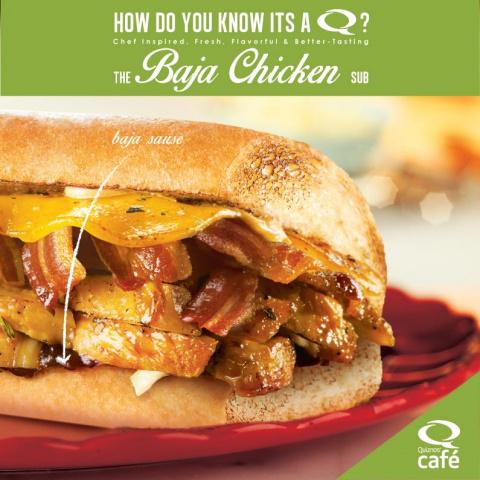 HOW DO YOU KNOW ITS A Q?
Chef Inspired, Fresh, Flavorful & Better-Tasting
THE Baja Chicken SUB
baja sause
Q
Quiznos
café